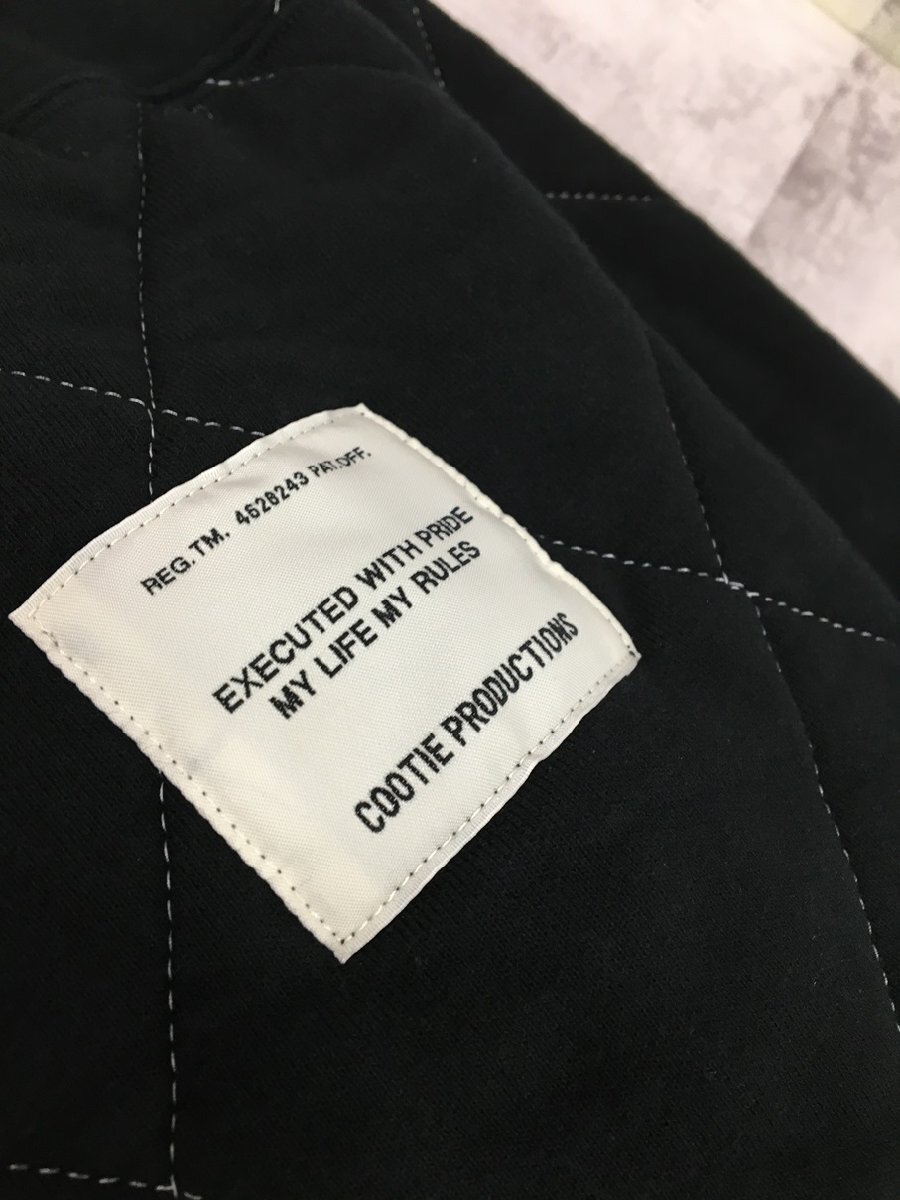 REG. TM. 4628243 PAT.OFF.
EXECUTED WITH PRIDE
MY LIFE MY RULES
COOTIE PRODUCTIONS